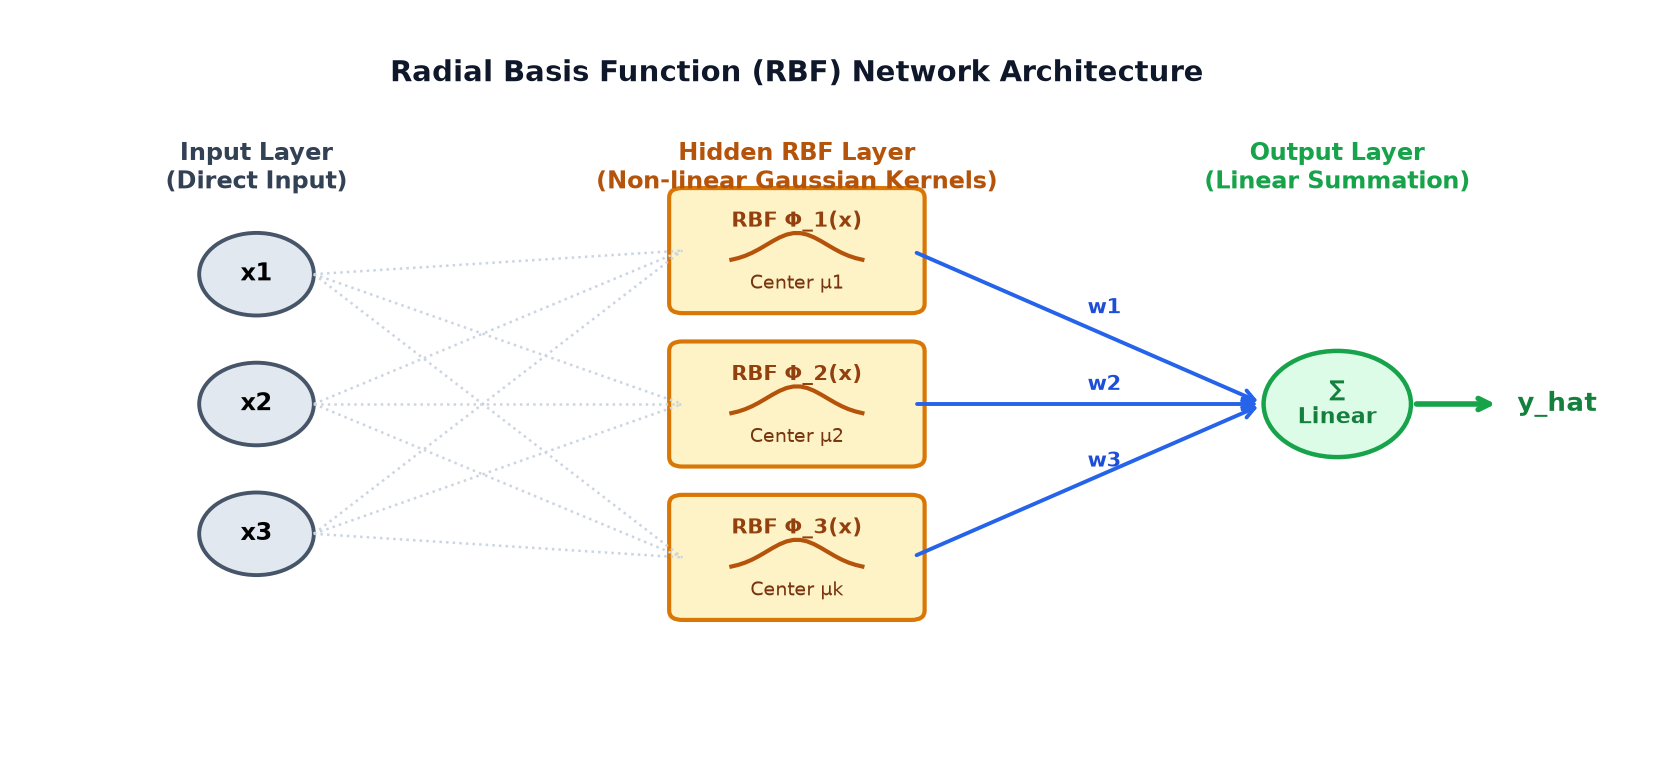 Radial Basis Function (RBF) Network Architecture
Input Layer
(Direct Input)
x1
x2
x3
Hidden RBF Layer
(Non-linear Gaussian Kernels)
RBF Φ_1(x)
Center μ1
RBF Φ_2(x)
Center μ2
RBF Φ_3(x)
Center μk
w1
w2
w3
Output Layer
(Linear Summation)
Σ
Linear
y_hat